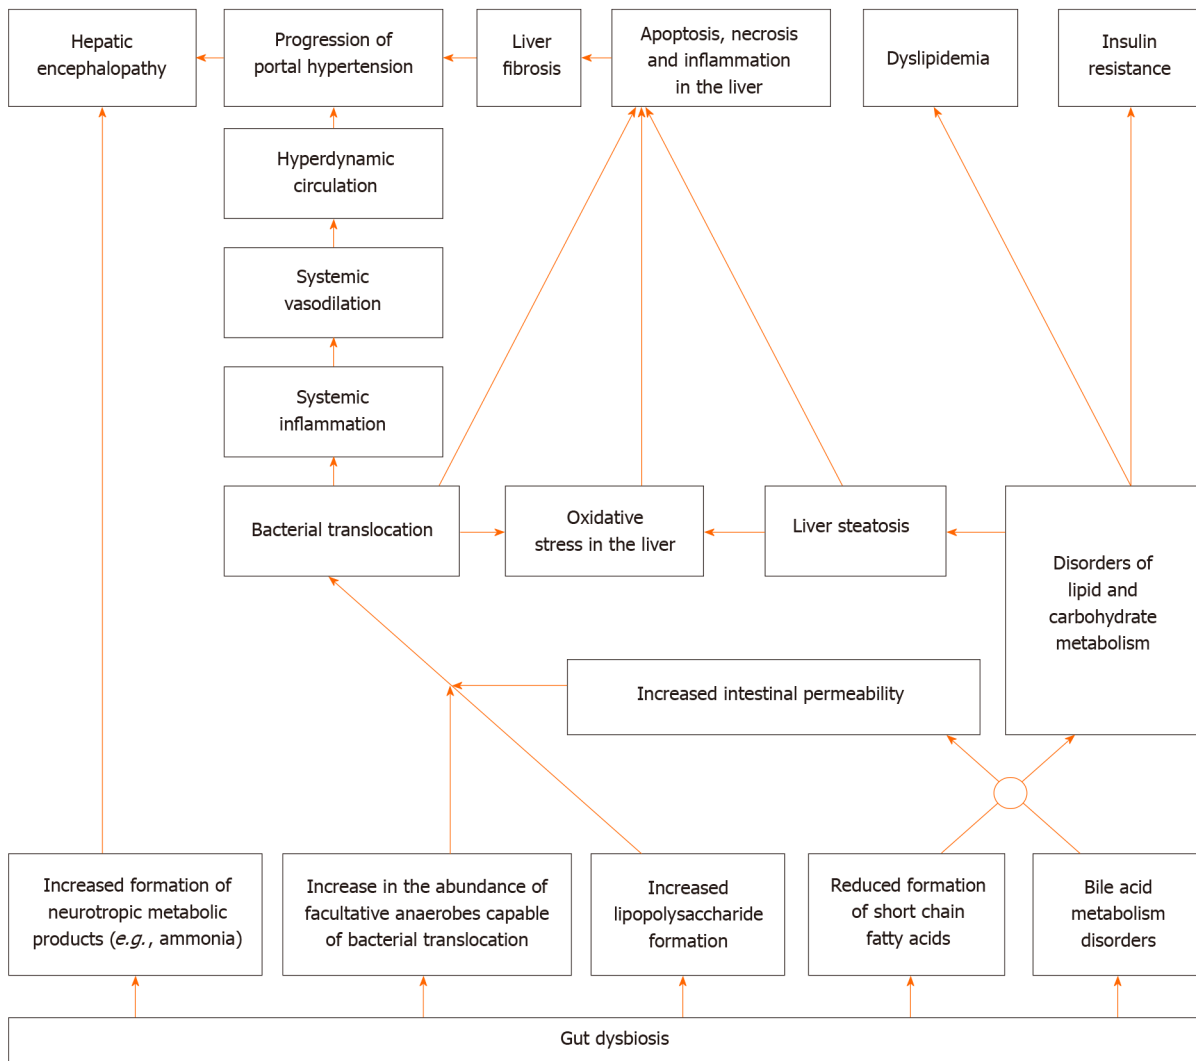 Hepatic
encephalopathy
Progression of
portal hypertension
Liver
fibrosis
Apoptosis, necrosis
and inflammation
in the liver
Dyslipidemia
Insulin
resistance
Hyperdynamic
circulation
Systemic
vasodilation
Systemic
inflammation
Bacterial translocation
Oxidative
stress in the liver
Liver steatosis
Disorders of
lipid and
carbohydrate
metabolism
Increased intestinal permeability
Increased formation of
neurotropic metabolic
products (e.g., ammonia)
Increase in the abundance of
facultative anaerobes capable
of bacterial translocation
Increased
lipopolysaccharide
formation
Reduced formation
of short chain
fatty acids
Bile acid
metabolism
disorders
Gut dysbiosis